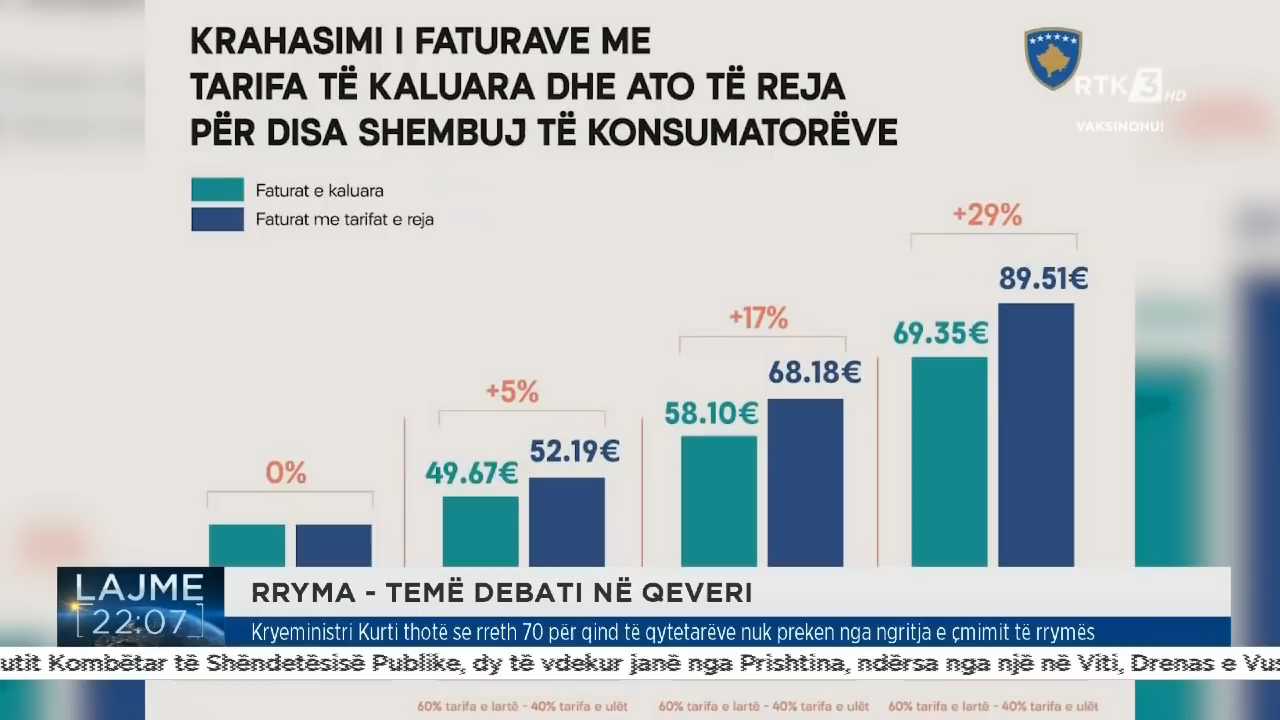 KRAHASIMI I FATURAVE ME
TARIFA TË KALUARA DHE ATO TË REJA
PËR DISA SHEMBUJ TË KONSUMATORËVE
RTK 3 HD
VAKSINOHU!
Faturat e kaluara
Faturat me tarifat e reja
+29%
89.51€
69.35€
+17%
68.18€
58.10€
+5%
52.19€
49.67€
0%
LAJME
22:07
RRYMA - TEMË DEBATI NË QEVERI
Kryeministri Kurti thotë se rreth 70 për qind të qytetarëve nuk preken nga ngritja e çmimit të rrymës
utit Kombëtar të Shëndetësisë Publike, dy të vdekur janë nga Prishtina, ndërsa nga një në Viti, Drenas e Vus
60% tarifa e lartë - 40% tarifa e ulët
60% tarifa e lartë - 40% tarifa e ulët
60% tarifa e lartë - 40% tarifa e ulët